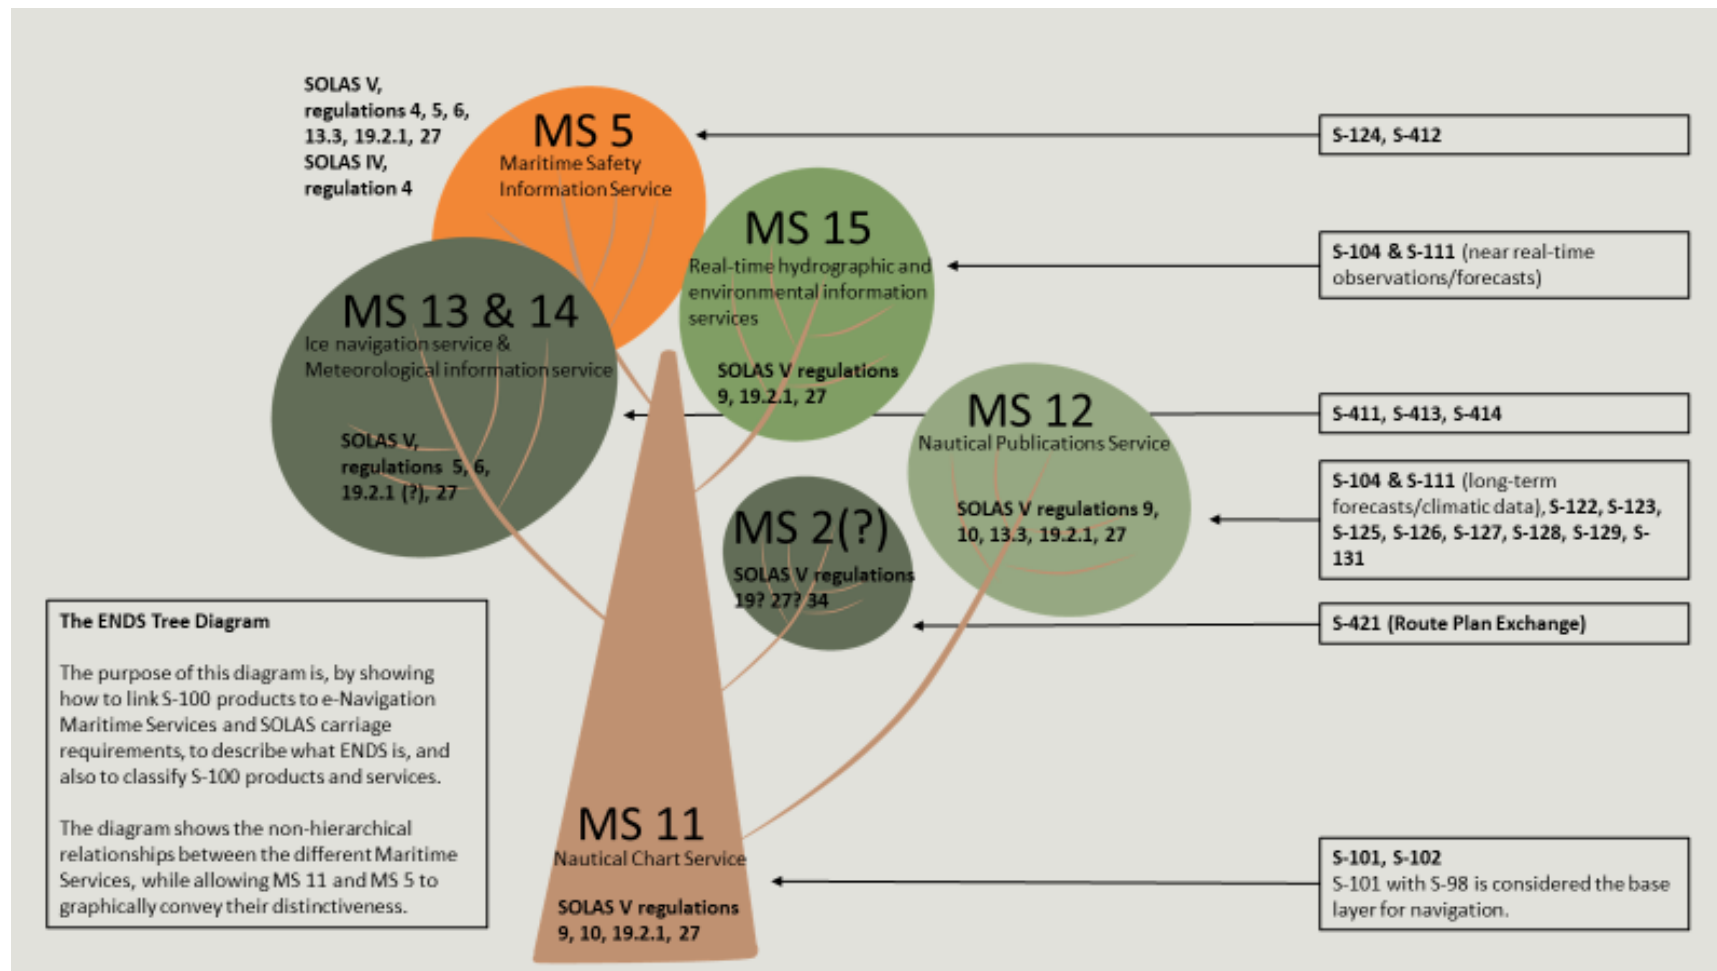 SOLAS V,
regulations 4, 5, 6,
13.3, 19.2.1, 27
SOLAS IV,
regulation 4
MS 5
Maritime Safety
Information Service
S-124, S-412
MS 15
Real-time hydrographic and
environmental information
services
SOLAS V regulations
9, 19.2.1, 27
S-104 & S-111 (near real-time
observations/forecasts)
MS 13 & 14
Ice navigation service &
Meteorological information service
SOLAS V,
regulations 5, 6,
19.2.1 (?), 27
S-411, S-413, S-414
MS 12
Nautical Publications Service
SOLAS V regulations 9,
10, 13.3, 19.2.1, 27
S-104 & S-111 (long-term
forecasts/climatic data), S-122, S-123,
S-125, S-126, S-127, S-128, S-129, S-
131
MS 2(?)
SOLAS V regulations
19? 27? 34
S-421 (Route Plan Exchange)
The ENDS Tree Diagram
The purpose of this diagram is, by showing
how to link S-100 products to e-Navigation
Maritime Services and SOLAS carriage
requirements, to describe what ENDS is, and
also to classify S-100 products and services.
The diagram shows the non-hierarchical
relationships between the different Maritime
Services, while allowing MS 11 and MS 5 to
graphically convey their distinctiveness.
MS 11
Nautical Chart Service
SOLAS V regulations
9, 10, 19.2.1, 27
S-101, S-102
S-101 with S-98 is considered the base
layer for navigation.